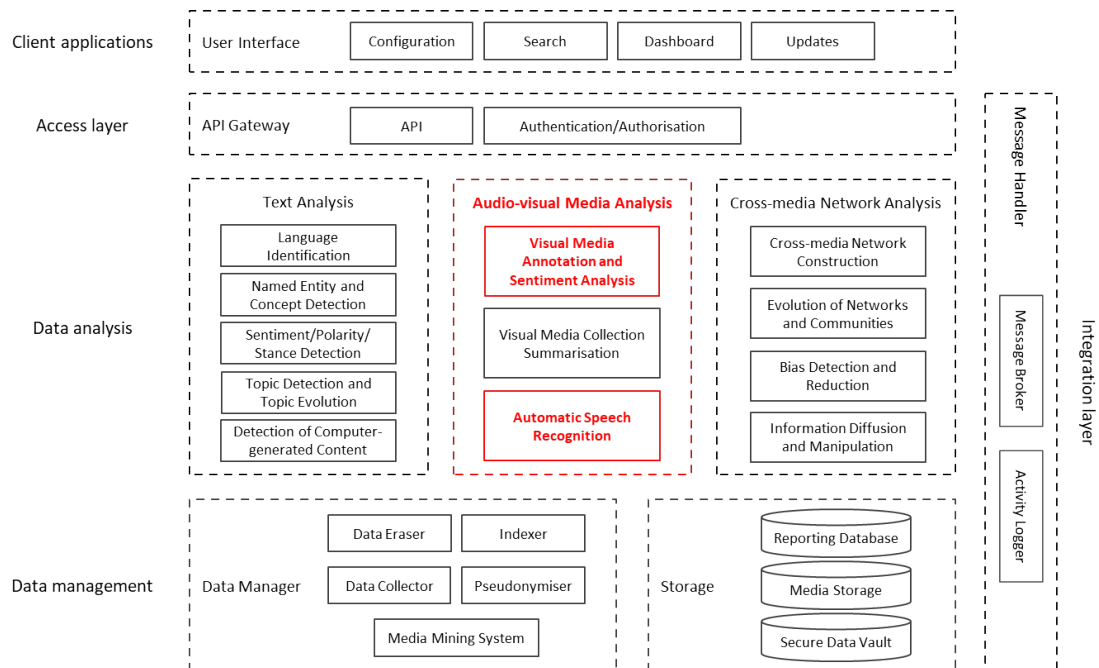 Client applications
User Interface
Configuration
Search
Dashboard
Updates
Access layer
API Gateway
API
Authentication/Authorisation
Data analysis
Text Analysis
Language
Identification
Named Entity and
Concept Detection
Sentiment/Polarity/
Stance Detection
Topic Detection and
Topic Evolution
Detection of Computer-
generated Content
Audio-visual Media Analysis
Visual Media
Annotation and
Sentiment Analysis
Visual Media Collection
Summarisation
Automatic Speech
Recognition
Cross-media Network Analysis
Cross-media Network
Construction
Evolution of Networks
and Communities
Bias Detection and
Reduction
Information Diffusion
and Manipulation
Data management
Data Manager
Data Eraser
Indexer
Data Collector
Pseudonymiser
Media Mining System
Storage
Reporting Database
Media Storage
Secure Data Vault
Message Handler
Message Broker
Activity Logger
Integration layer